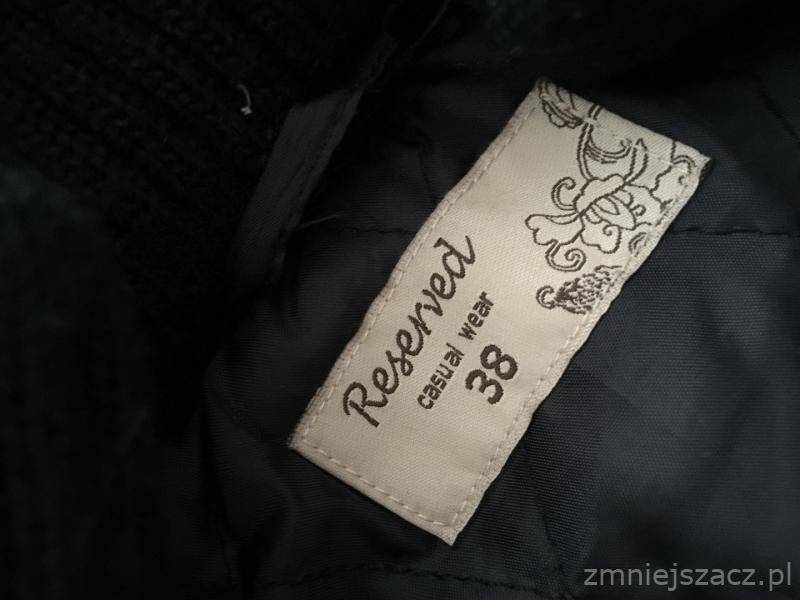 Reserved
casual wear
38
zmniejszacz.pl